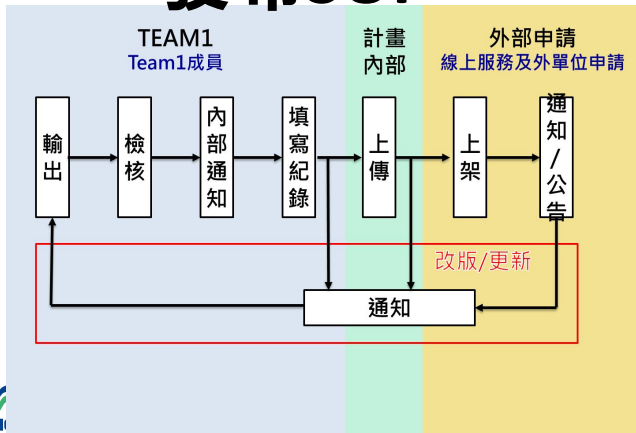 TEAM1
Team1成員
計畫
內部
外部申請
線上服務及外單位申請
輸出
檢核
內部通知
填寫紀錄
上傳
上架
通知/公告
改版/更新
通知